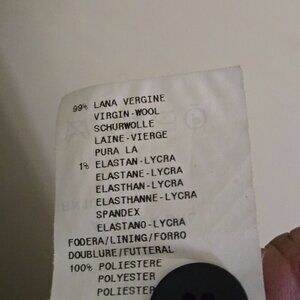 99% LANA VERGINE
VIRGIN-WOOL
SCHURWOLLE
LAINE-VIERGE
PURA LA
1% ELASTAN-LYCRA
ELASTANE-LYCRA
ELASTHAN-LYCRA
ELASTHANNE-LYCRA
SPANDEX
ELASTANO-LYCRA
FODERA/LINING/FORRO
DOUBLURE/FUTTERAL
100% POLIESTERE
POLYESTER
POLIESTER